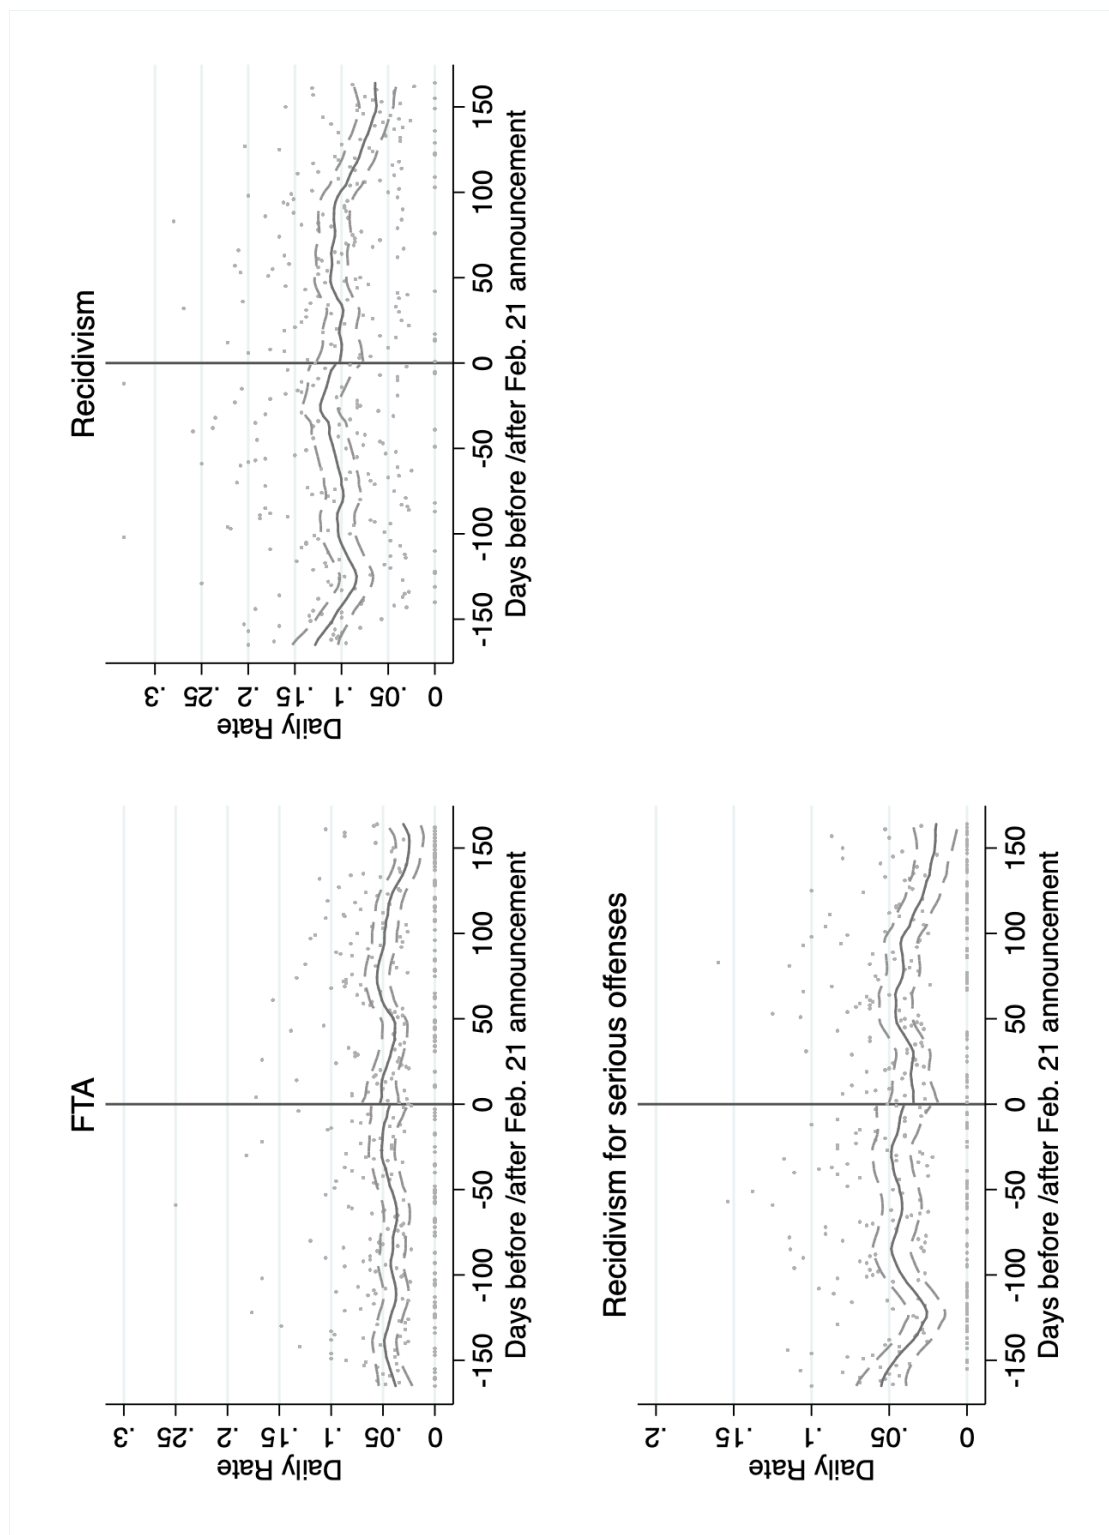 FTA
Daily Rate
.3
.25
.2
.15
.1
.05
0
-150 -100 -50 0 50 100 150
Days before /after Feb. 21 announcement
Recidivism
Daily Rate
.3
.25
.2
.15
.1
.05
0
-150 -100 -50 0 50 100 150
Days before /after Feb. 21 announcement
Recidivism for serious offenses
Daily Rate
.2
.15
.1
.05
0
-150 -100 -50 0 50 100 150
Days before /after Feb. 21 announcement